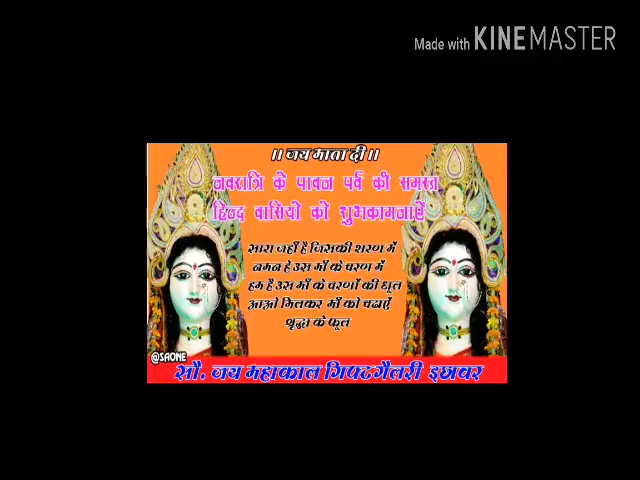 Made with KINEMASTER
।। जय माता दी ।।
नवरात्रि के पावन पर्व की समस्त
हिन्द वासियो को शुभकामनाऐं
सारा जहाँ है जिसकी शरण में
नमन हे उस माँ के चरण में
हम है उस माँ के चरणों की धूल
आओ मिलकर माँ को चढाऐं
श्रृद्धा के फूल
@SAONE
सौ. जय महाकाल गिफ्टगैलरी इछावर